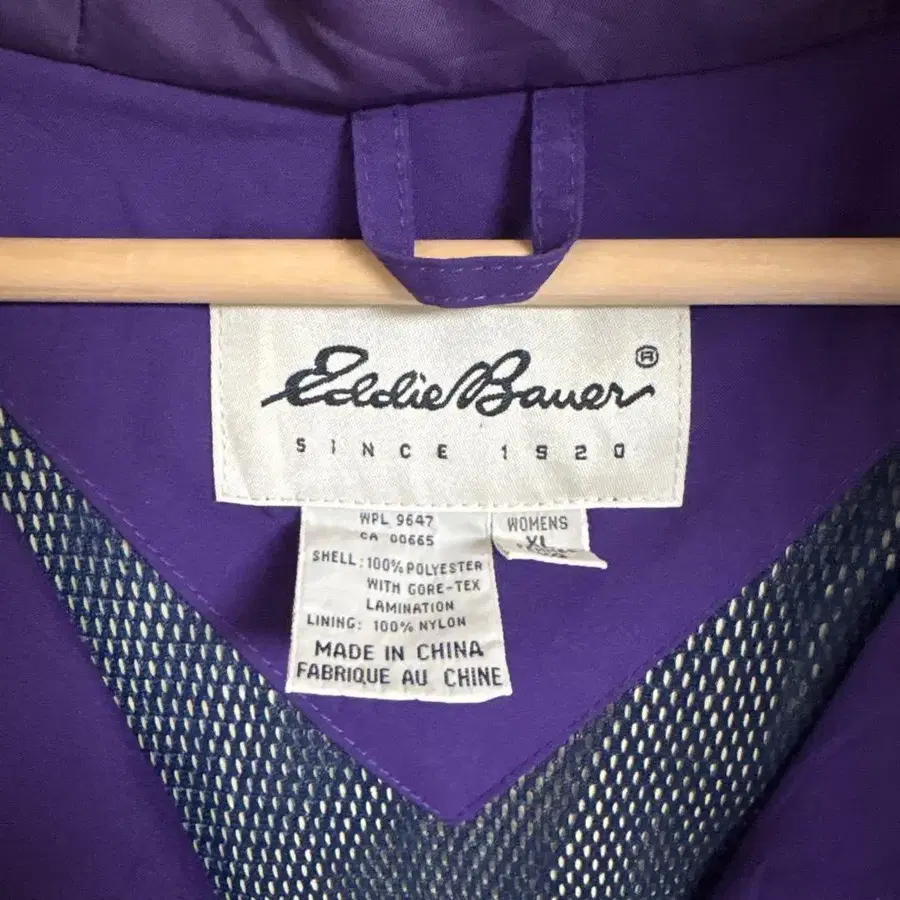 Eddie Bauer ®
SINCE 1920
WPL 9647
CA 00665
SHELL: 100% POLYESTER
WITH GORE-TEX
LAMINATION
LINING: 100% NYLON
MADE IN CHINA
FABRIQUE AU CHINE
WOMENS
XL